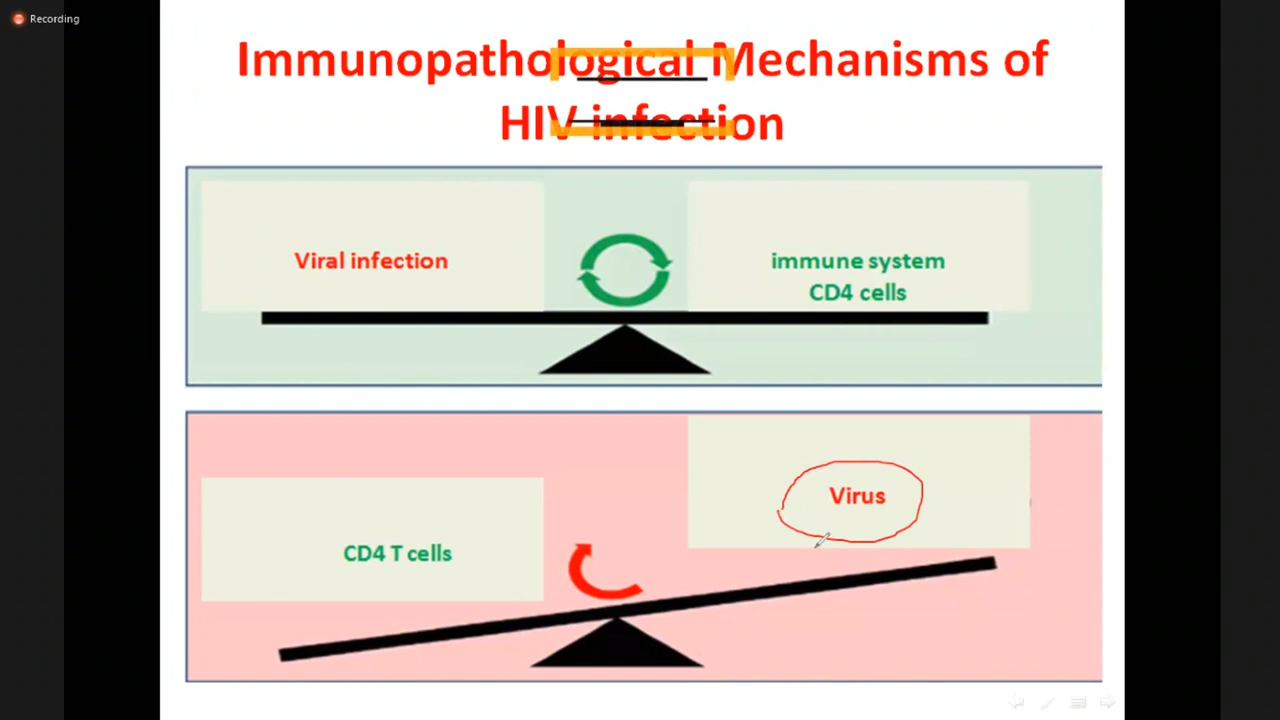 Recording
Immunopathological Mechanisms of
HIV infection
Viral infection
immune system
CD4 cells
Virus
CD4 T cells